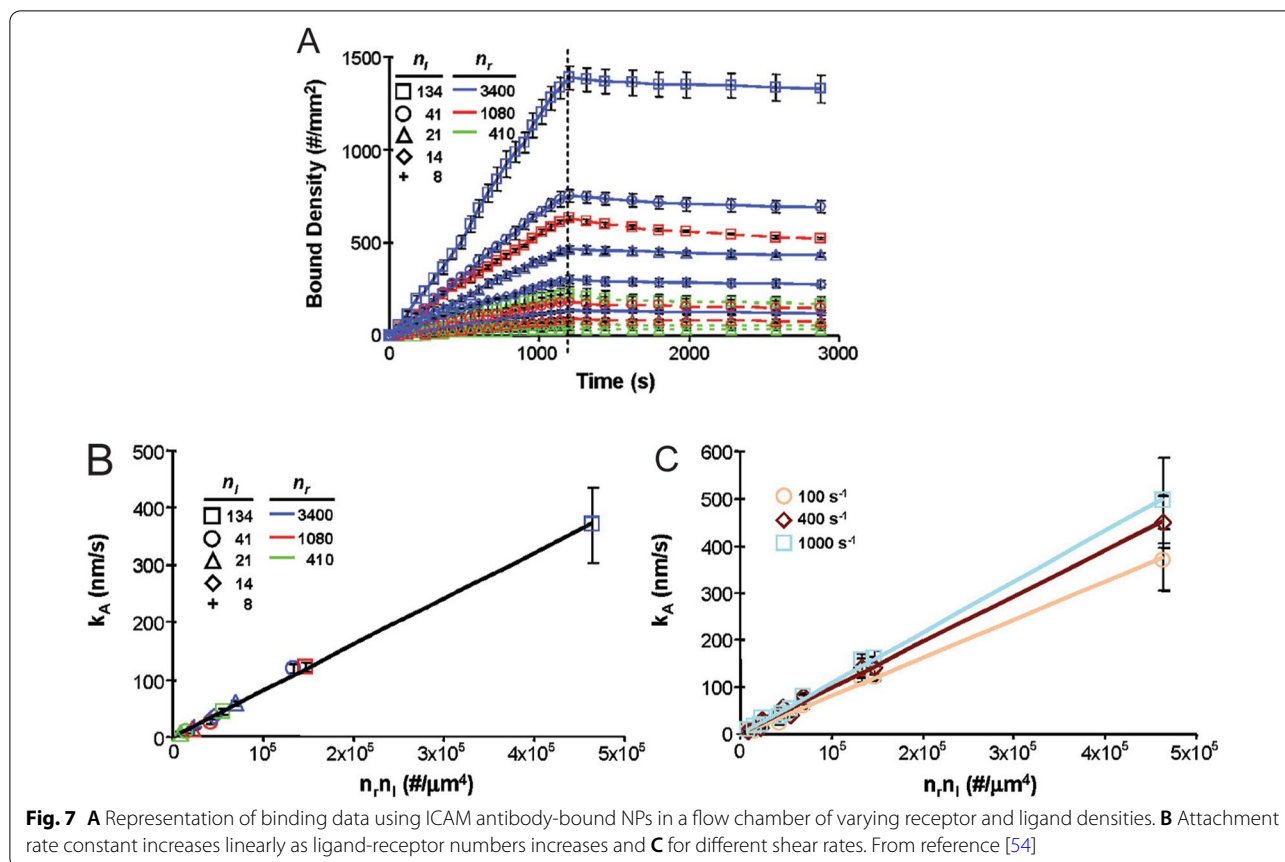 A
n_l n_r
134 3400
41 1080
21 410
14
8
1500
1000
500
0
Bound Density (#/mm²)
0 1000 2000 3000
Time (s)
B
n_l n_r
134 3400
41 1080
21 410
14
8
500
400
300
200
100
0
k_A (nm/s)
0 10⁵ 2x10⁵ 3x10⁵ 4x10⁵ 5x10⁵
n_r n_l (#/μm⁴)
C
100 s⁻¹
400 s⁻¹
1000 s⁻¹
600
500
400
300
200
100
0
k_A (nm/s)
0 10⁵ 2x10⁵ 3x10⁵ 4x10⁵ 5x10⁵
n_r n_l (#/μm⁴)
Fig. 7 A Representation of binding data using ICAM antibody-bound NPs in a flow chamber of varying receptor and ligand densities. B Attachment
rate constant increases linearly as ligand-receptor numbers increases and C for different shear rates. From reference [54]